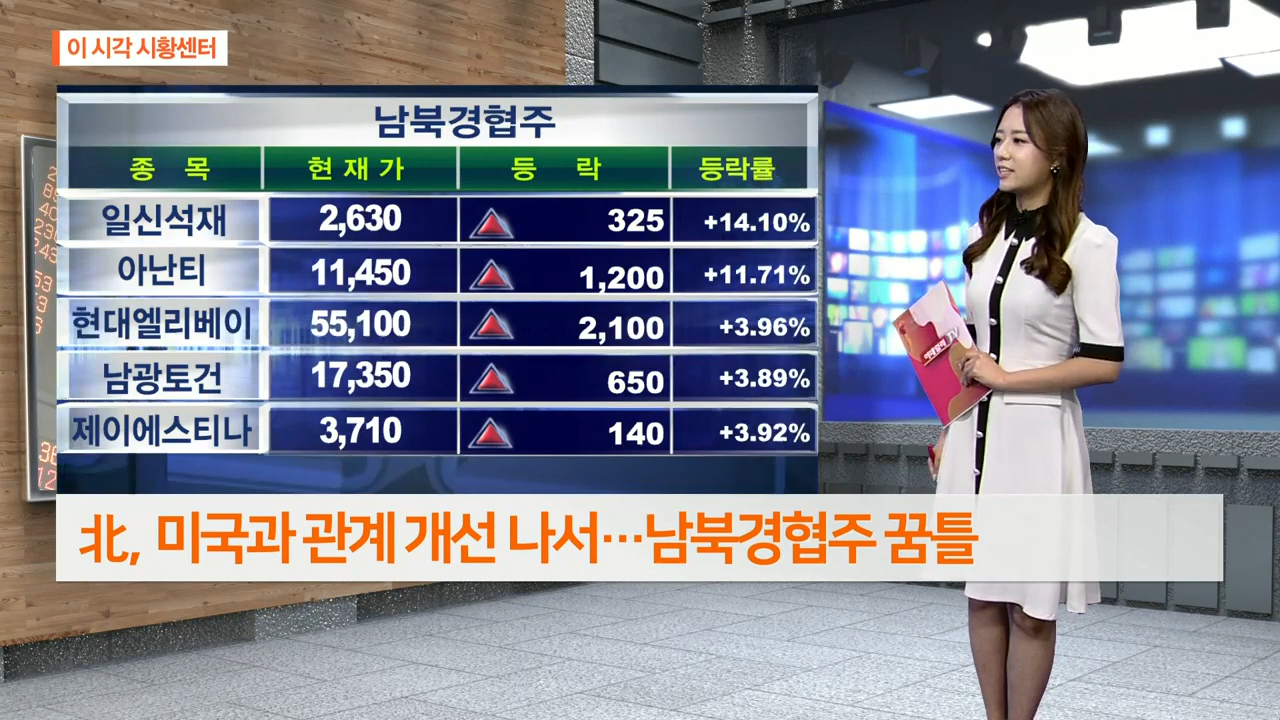 이 시각 시황센터
남북경협주
종 목 현 재 가 등 락 등락률
일신석재 2,630 ▲ 325 +14.10%
아난티 11,450 ▲ 1,200 +11.71%
현대엘리베이 55,100 ▲ 2,100 +3.96%
남광토건 17,350 ▲ 650 +3.89%
제이에스티나 3,710 ▲ 140 +3.92%
北, 미국과 관계 개선 나서…남북경협주 꿈틀